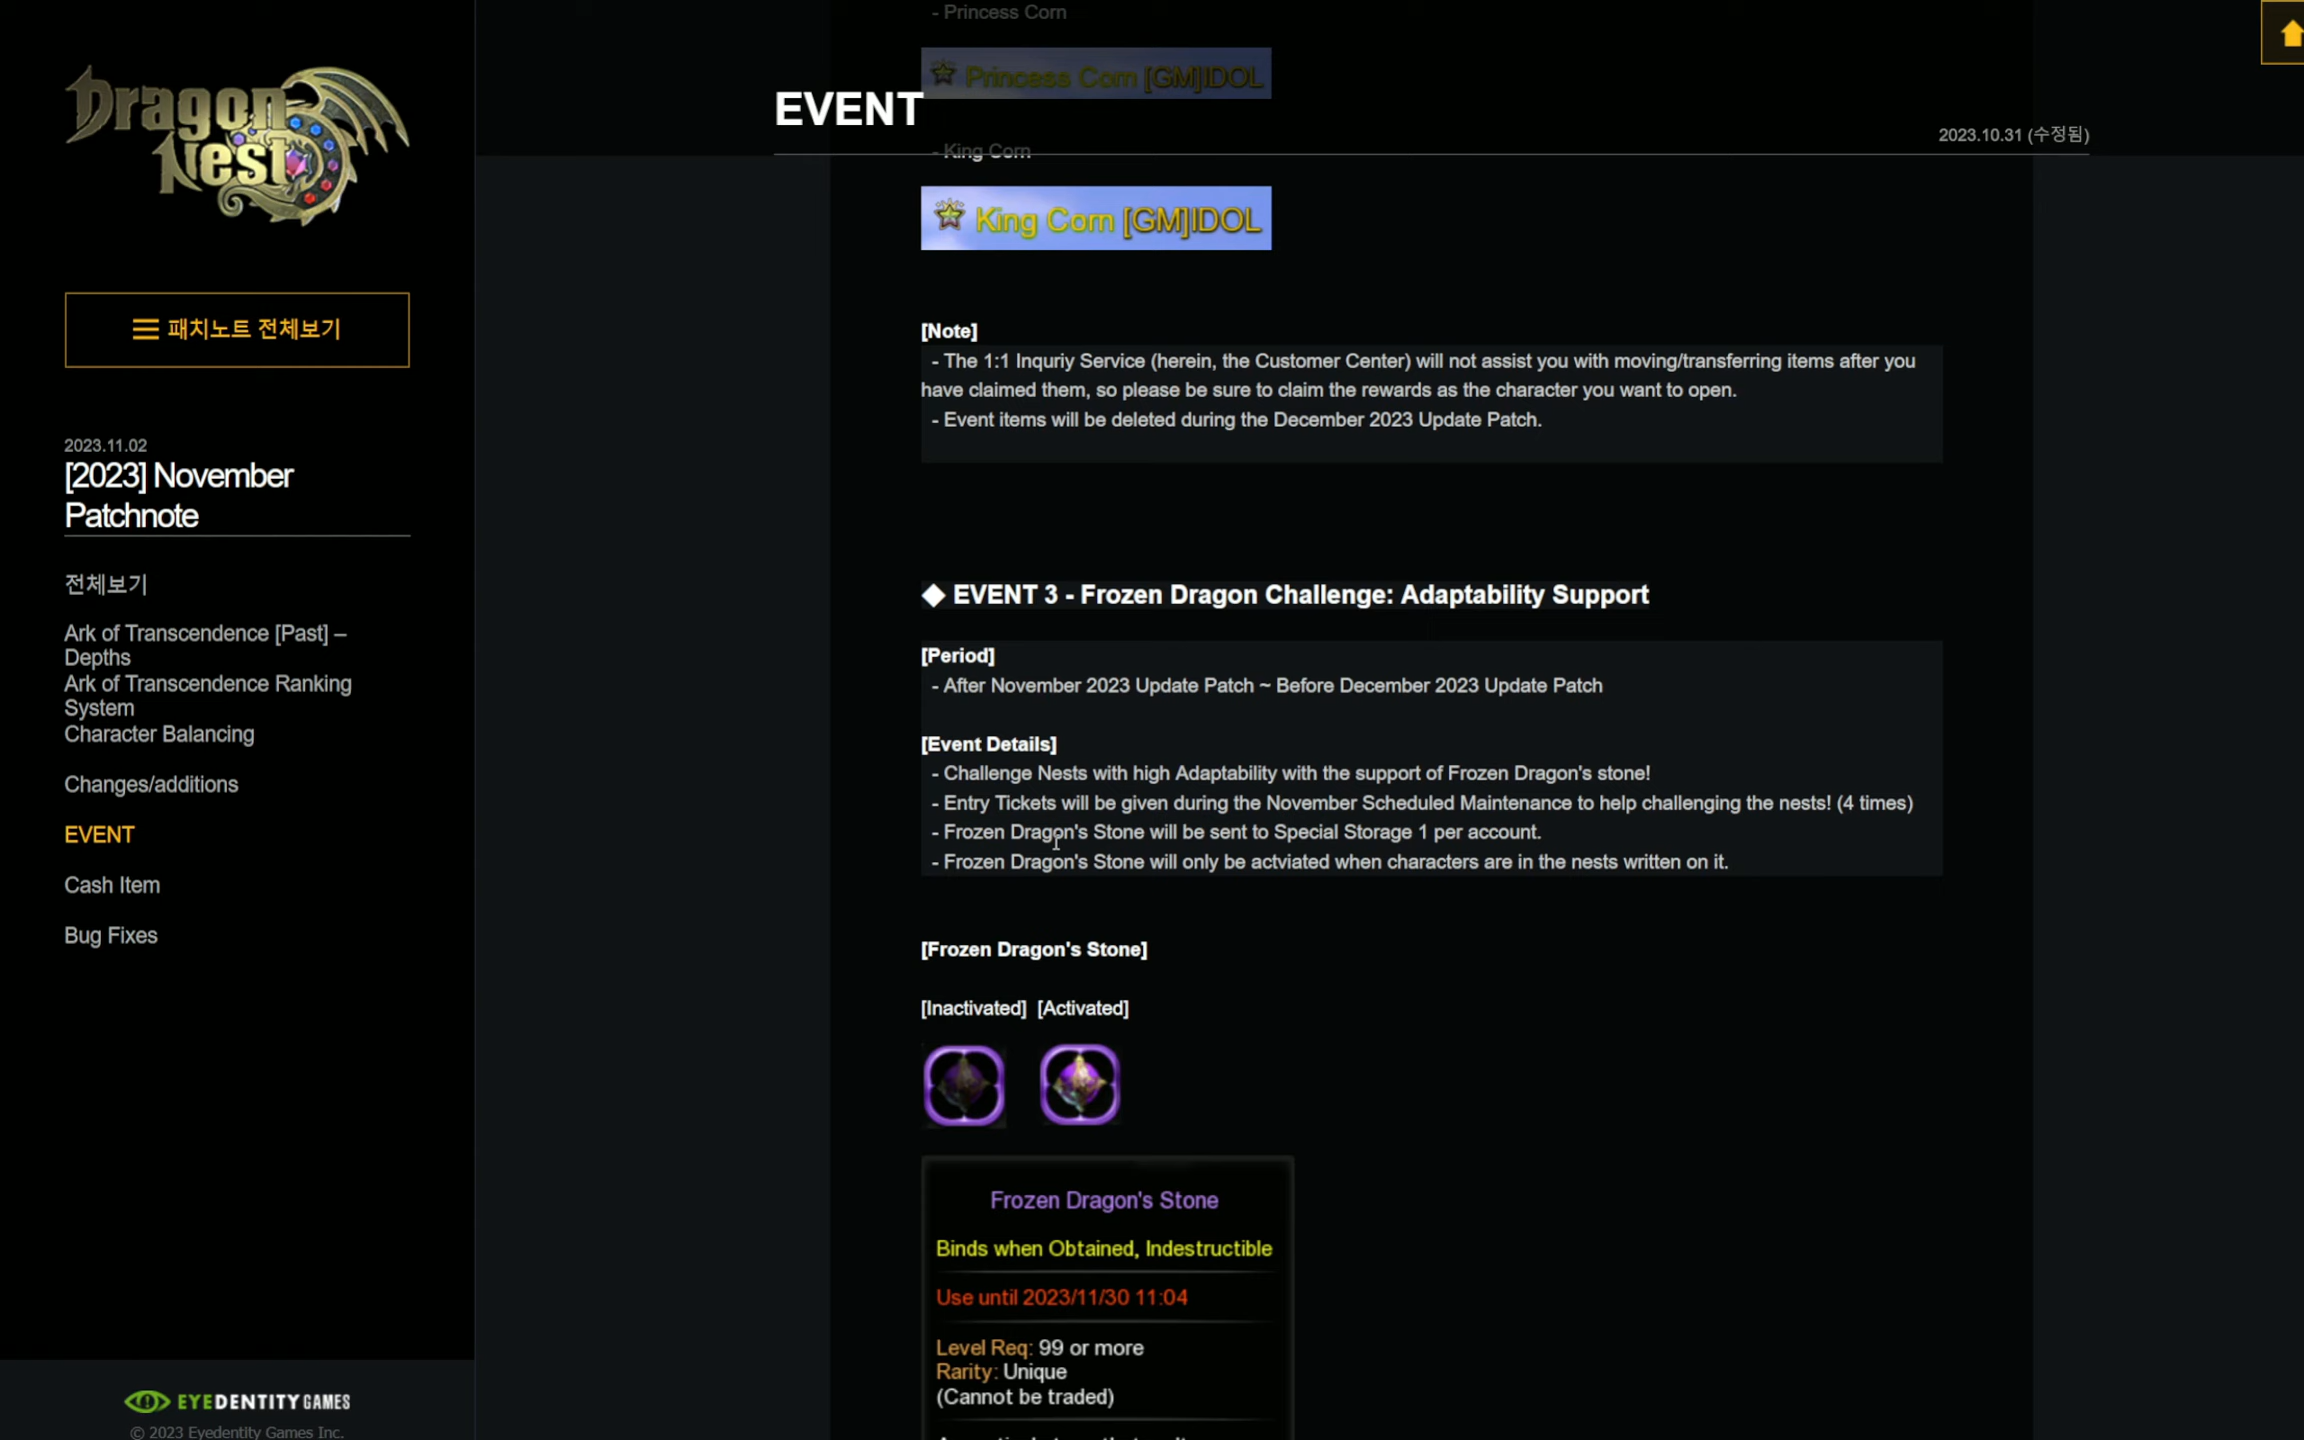 Dragon Nest
패치노트 전체보기
2023.11.02
[2023] November
Patchnote
전체보기
Ark of Transcendence [Past] –
Depths
Ark of Transcendence Ranking
System
Character Balancing
Changes/additions
EVENT
Cash Item
Bug Fixes
EYEDENTITY GAMES
© 2023 Eyedentity Games Inc.
EVENT
2023.10.31 (수정됨)
- Princess Corn
Princess Corn [GM]IDOL
- King Corn
King Corn [GM]IDOL
[Note]
- The 1:1 Inquriy Service (herein, the Customer Center) will not assist you with moving/transferring items after you
have claimed them, so please be sure to claim the rewards as the character you want to open.
- Event items will be deleted during the December 2023 Update Patch.
◆ EVENT 3 - Frozen Dragon Challenge: Adaptability Support
[Period]
- After November 2023 Update Patch ~ Before December 2023 Update Patch
[Event Details]
- Challenge Nests with high Adaptability with the support of Frozen Dragon's stone!
- Entry Tickets will be given during the November Scheduled Maintenance to help challenging the nests! (4 times)
- Frozen Dragon's Stone will be sent to Special Storage 1 per account.
- Frozen Dragon's Stone will only be actviated when characters are in the nests written on it.
[Frozen Dragon's Stone]
[Inactivated] [Activated]
Frozen Dragon's Stone
Binds when Obtained, Indestructible
Use until 2023/11/30 11:04
Level Req: 99 or more
Rarity: Unique
(Cannot be traded)